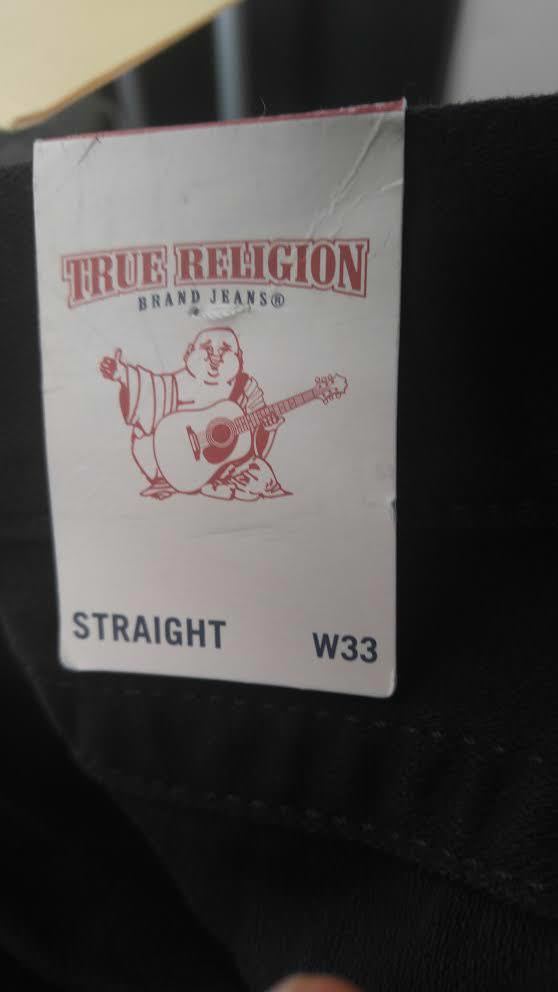 TRUE RELIGION
BRAND JEANS®
STRAIGHT
W33